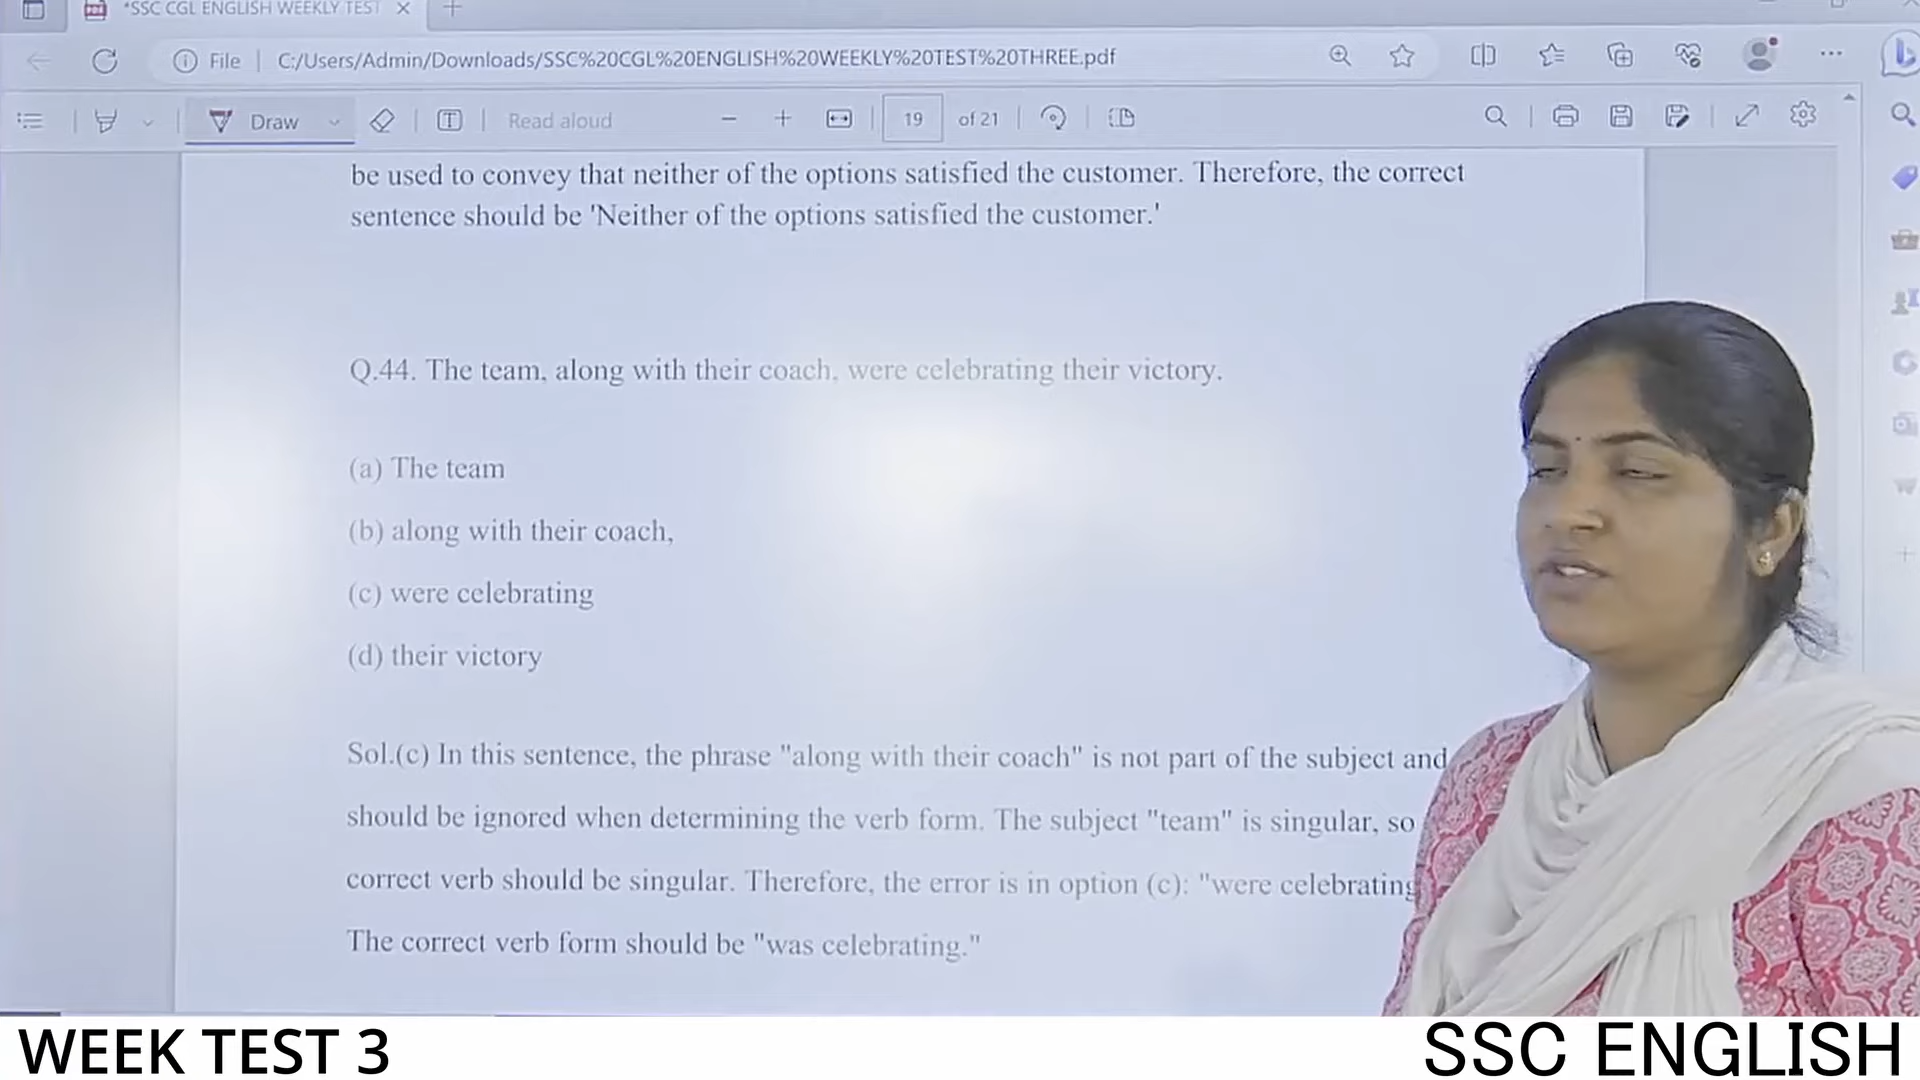 *SSC CGL ENGLISH WEEKLY TEST
File C:/Users/Admin/Downloads/SSC%20CGL%20ENGLISH%20WEEKLY%20TEST%20THREE.pdf
Draw Read aloud 19 of 21
be used to convey that neither of the options satisfied the customer. Therefore, the correct
sentence should be 'Neither of the options satisfied the customer.'
Q.44. The team, along with their coach, were celebrating their victory.
(a) The team
(b) along with their coach,
(c) were celebrating
(d) their victory
Sol.(c) In this sentence, the phrase "along with their coach" is not part of the subject and
should be ignored when determining the verb form. The subject "team" is singular, so
correct verb should be singular. Therefore, the error is in option (c): "were celebrating
The correct verb form should be "was celebrating."
WEEK TEST 3
SSC ENGLISH